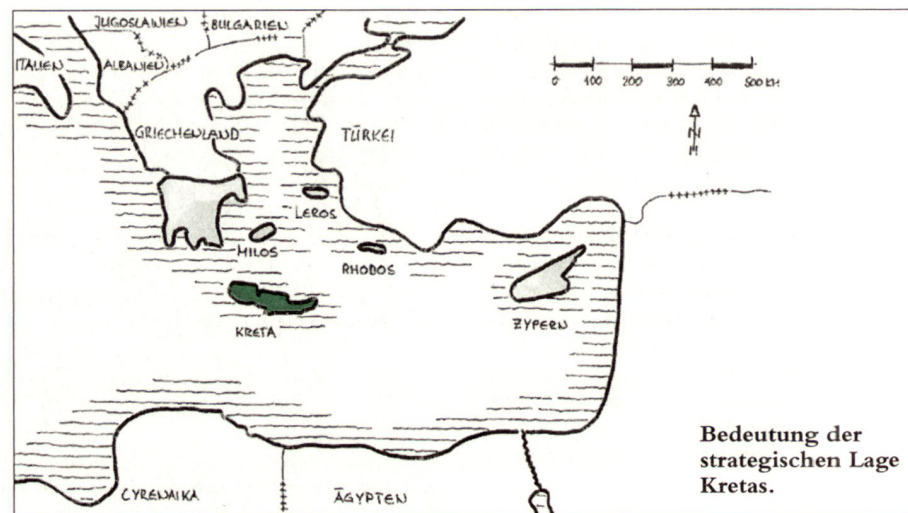 JUGOSLAINIEN
BULGARIEN
ITALIEN
ALBANIEN
GRIECHENLAND
TÜRKEI
0 100 200 300 400 500 KM
N
LEROS
MILOS
RHODOS
KRETA
ZYPERN
Bedeutung der
strategischen Lage
Kretas.
CYRENAIKA
ÄGYPTEN